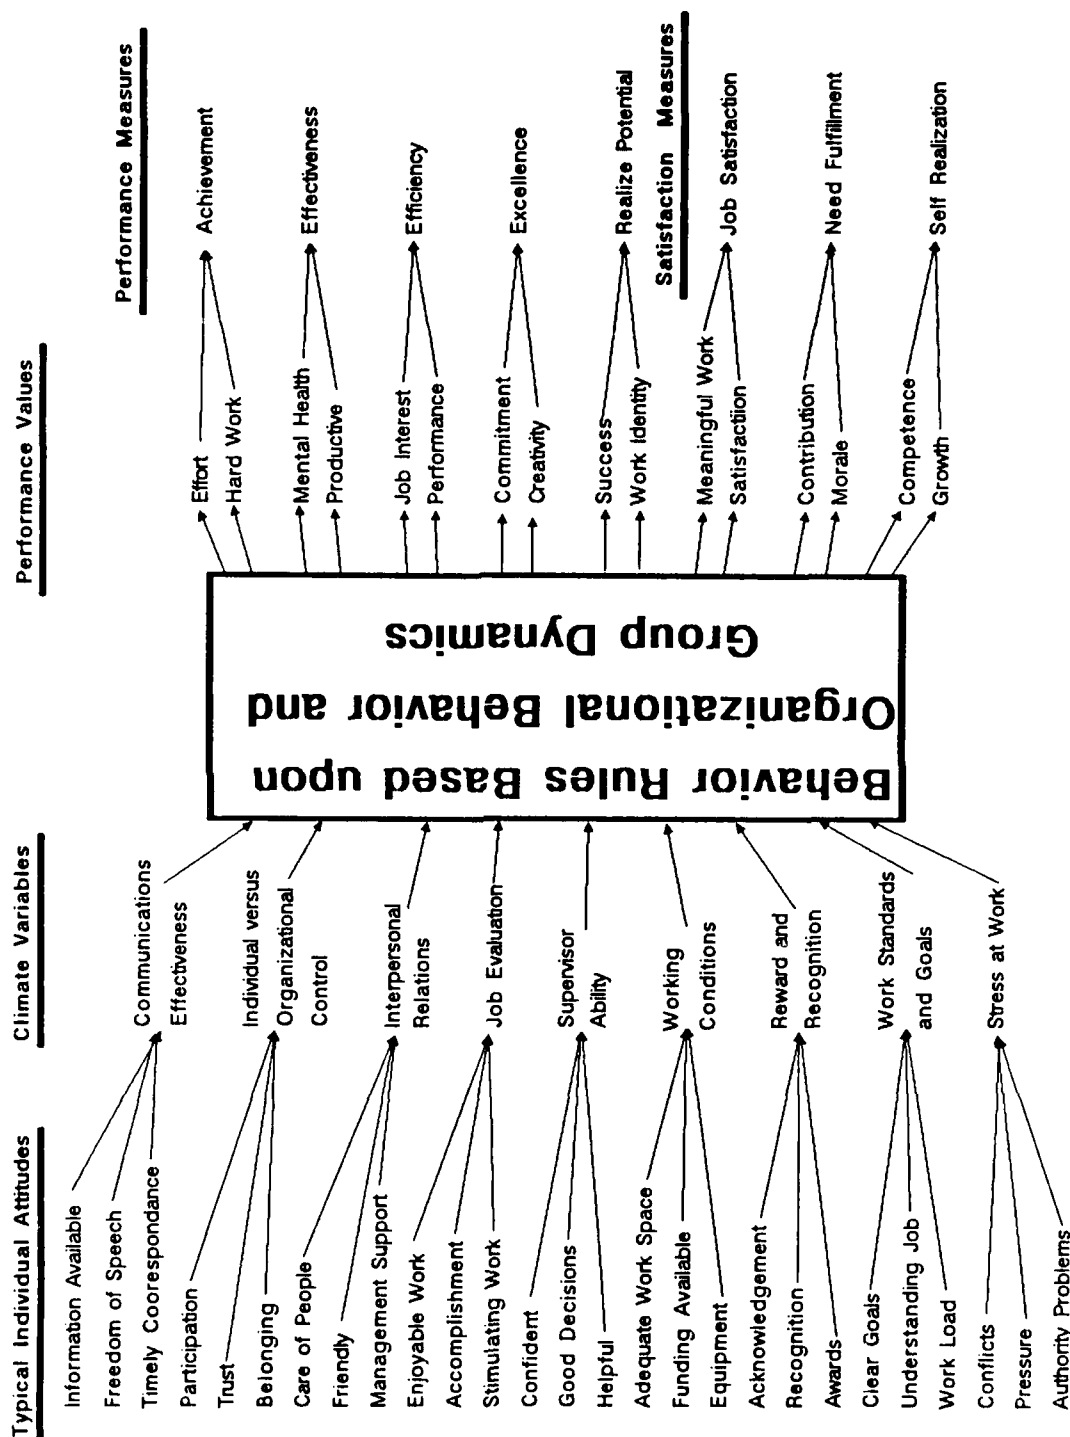 Typical Individual Attitudes
Information Available
Freedom of Speech
Timely Coorespondance
Participation
Trust
Belonging
Care of People
Friendly
Management Support
Enjoyable Work
Accomplishment
Stimulating Work
Confident
Good Decisions
Helpful
Adequate Work Space
Funding Available
Equipment
Acknowledgement
Recognition
Awards
Clear Goals
Understanding Job
Work Load
Conflicts
Pressure
Authority Problems
Climate Variables
Communications
Effectiveness
Individual versus
Organizational
Control
Interpersonal
Relations
Job Evaluation
Supervisor
Ability
Working
Conditions
Reward and
Recognition
Work Standards
and Goals
Stress at Work
Behavior Rules Based upon
Organizational Behavior and
Group Dynamics
Performance Values
Effort
Hard Work
Mental Health
Productive
Job Interest
Performance
Commitment
Creativity
Success
Work Identity
Meaningful Work
Satisfaction
Contribution
Morale
Competence
Growth
Performance Measures
Achievement
Effectiveness
Efficiency
Excellence
Realize Potential
Satisfaction Measures
Job Satisfaction
Need Fulfillment
Self Realization